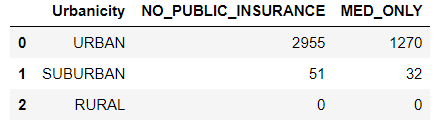 Urbanicity NO_PUBLIC_INSURANCE MED_ONLY
0 URBAN 2955 1270
1 SUBURBAN 51 32
2 RURAL 0 0